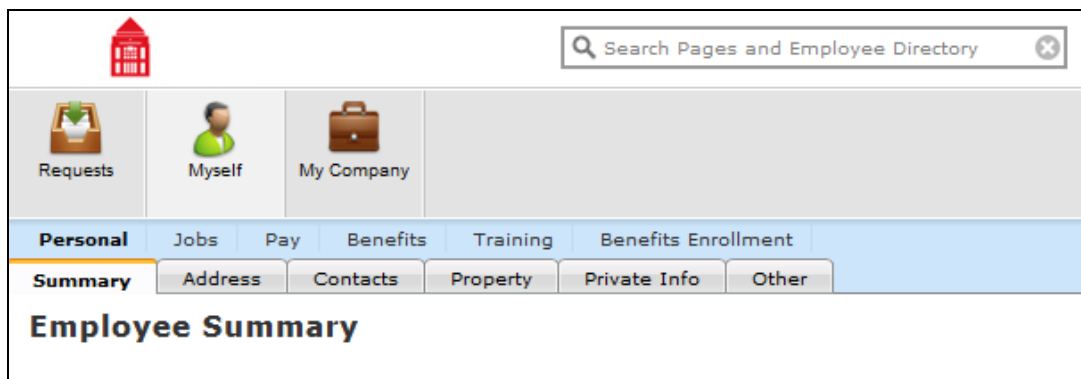 Search Pages and Employee Directory
Requests Myself My Company
Personal Jobs Pay Benefits Training Benefits Enrollment
Summary Address Contacts Property Private Info Other
Employee Summary